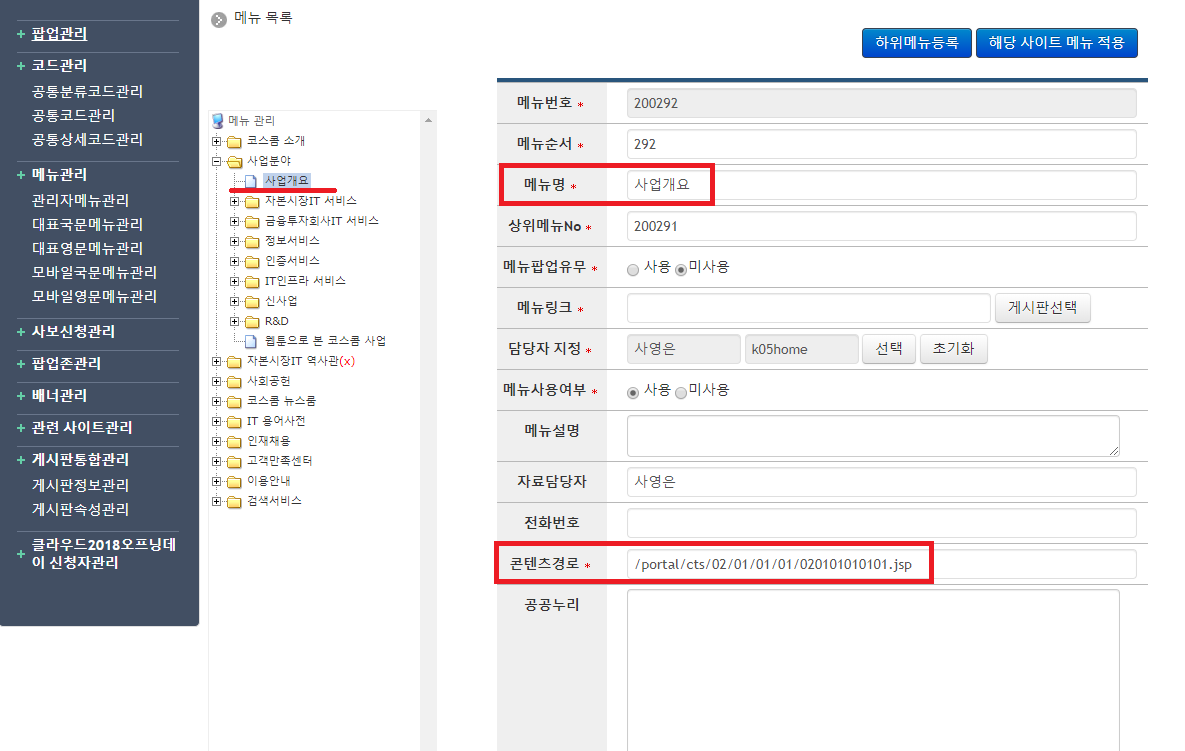 팝업관리
코드관리
공통분류코드관리
공통코드관리
공통상세코드관리
메뉴관리
관리자메뉴관리
대표국문메뉴관리
대표영문메뉴관리
모바일국문메뉴관리
모바일영문메뉴관리
사보신청관리
팝업존관리
배너관리
관련 사이트관리
게시판통합관리
게시판정보관리
게시판속성관리
클라우드2018오프닝데
이 신청자관리
메뉴 목록
메뉴 관리
코스콤 소개
사업분야
사업개요
자본시장IT 서비스
금융투자회사IT 서비스
정보서비스
인증서비스
IT인프라 서비스
신사업
R&D
웹툰으로 본 코스콤 사업
자본시장IT 역사관(x)
사회공헌
코스콤 뉴스룸
IT 용어사전
인재채용
고객만족센터
이용안내
검색서비스
하위메뉴등록 해당 사이트 메뉴 적용
메뉴번호 * 200292
메뉴순서 * 292
메뉴명 * 사업개요
상위메뉴No * 200291
메뉴팝업유무 * 사용 미사용
메뉴링크 * 게시판선택
담당자 지정 * 사영은 k05home 선택 초기화
메뉴사용여부 * 사용 미사용
메뉴설명
자료담당자 사영은
전화번호
콘텐츠경로 * /portal/cts/02/01/01/01/020101010101.jsp
공공누리